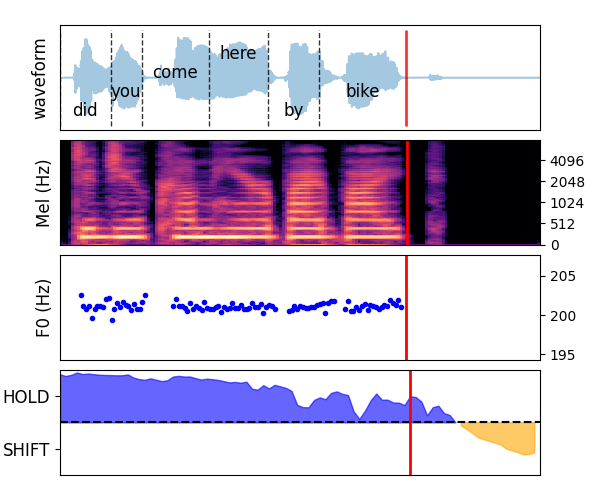 waveform
did
you
come
here
by
bike
Mel (Hz)
4096
2048
1024
512
0
F0 (Hz)
205
200
195
HOLD
SHIFT